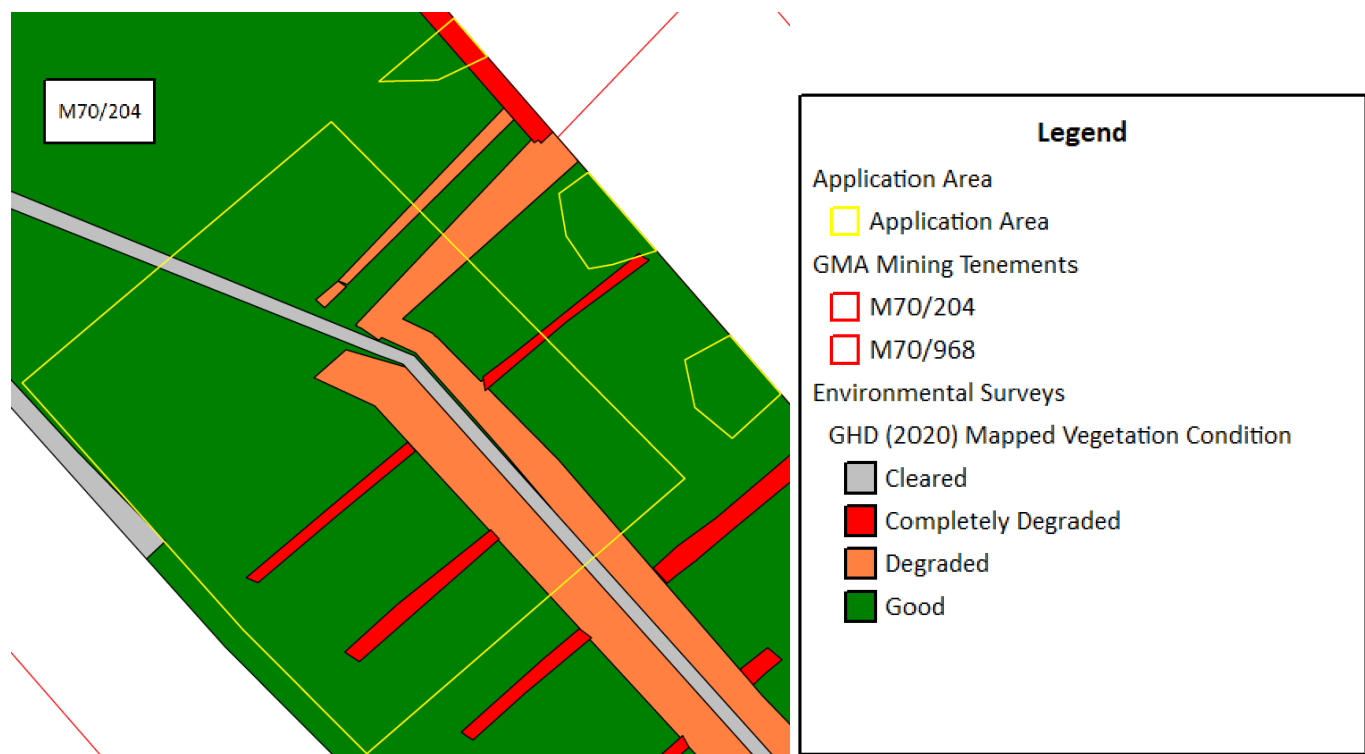 M70/204
Legend
Application Area
Application Area
GMA Mining Tenements
M70/204
M70/968
Environmental Surveys
GHD (2020) Mapped Vegetation Condition
Cleared
Completely Degraded
Degraded
Good